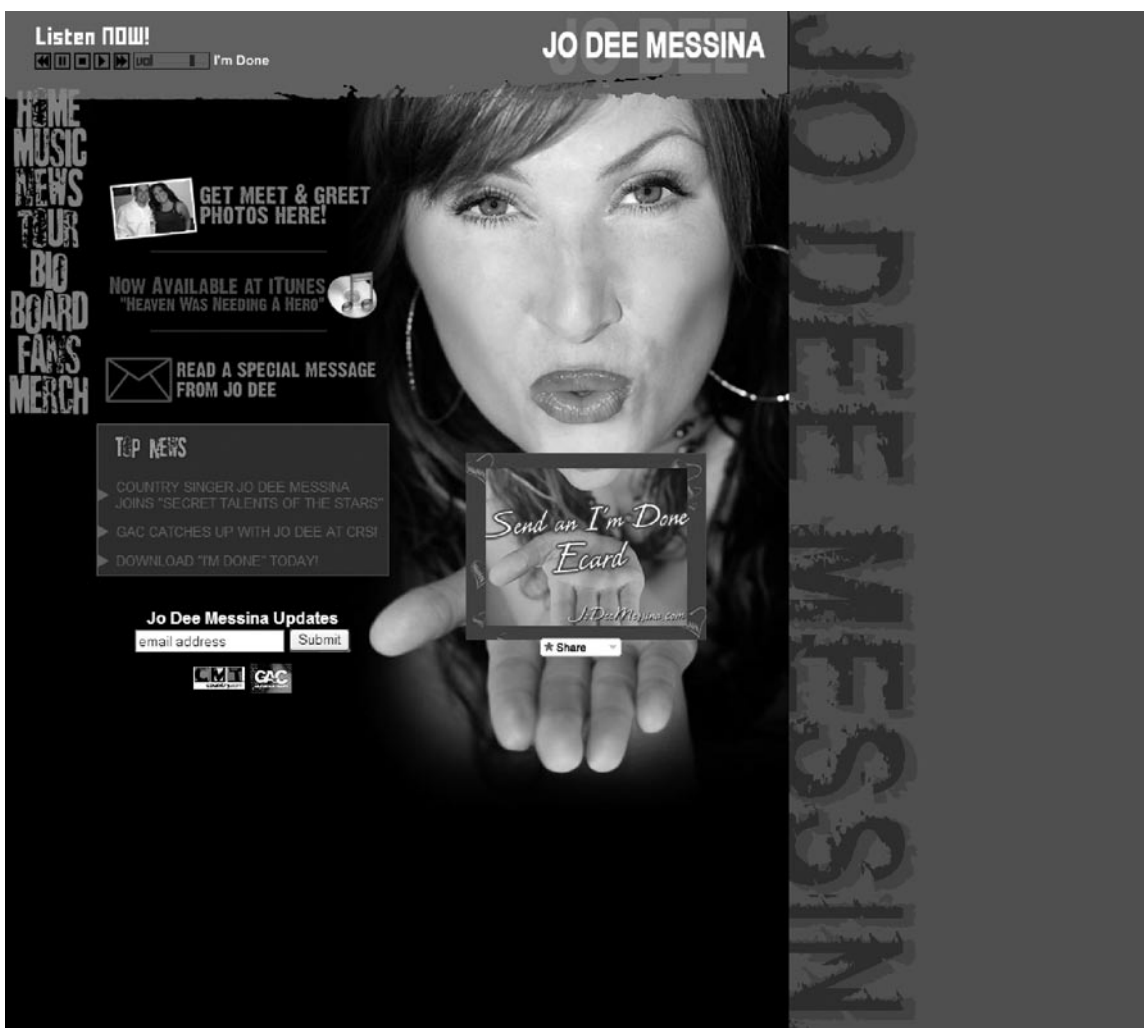 Listen NOW!
vol
I'm Done
JO DEE
JO DEE MESSINA
HOME
MUSIC
NEWS
TOUR
BIO
BOARD
FANS
MERCH
GET MEET & GREET
PHOTOS HERE!
NOW AVAILABLE AT ITUNES
"HEAVEN WAS NEEDING A HERO"
READ A SPECIAL MESSAGE
FROM JO DEE
TOP NEWS
COUNTRY SINGER JO DEE MESSINA
JOINS "SECRET TALENTS OF THE STARS"
GAC CATCHES UP WITH JO DEE AT CRS!
DOWNLOAD "I'M DONE" TODAY!
Send an I'm Done
Ecard
JoDeeMessina.com
Share
Jo Dee Messina Updates
email address
Submit
CMT
GAC
JO DEE MESSIN